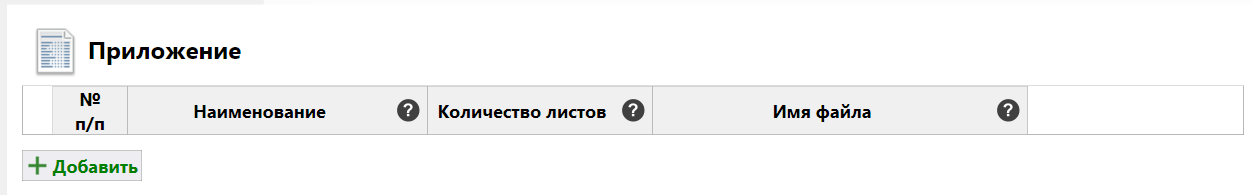 Приложение
№
п/п
Наименование ?
Количество листов ?
Имя файла ?
+ Добавить